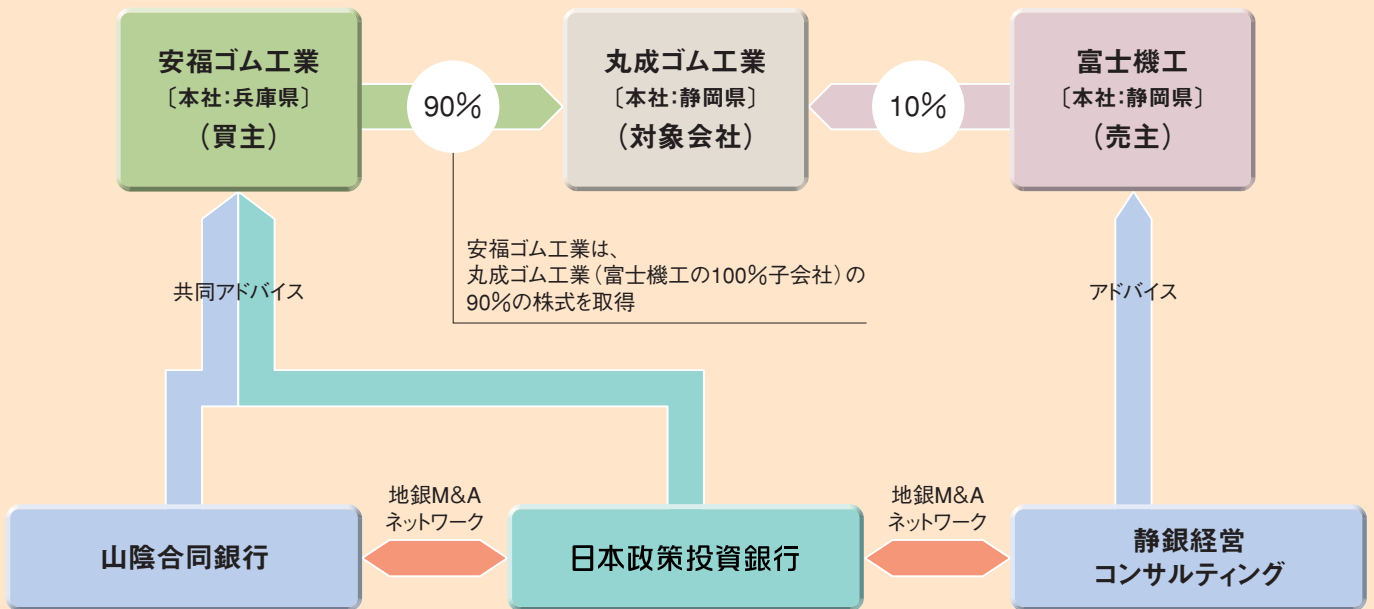 安福ゴム工業
〔本社:兵庫県〕
（買主）
90%
丸成ゴム工業
〔本社:静岡県〕
（対象会社）
10%
富士機工
〔本社:静岡県〕
（売主）
安福ゴム工業は、
丸成ゴム工業（富士機工の100%子会社）の
90%の株式を取得
共同アドバイス
アドバイス
山陰合同銀行
地銀M&A
ネットワーク
日本政策投資銀行
地銀M&A
ネットワーク
静銀経営
コンサルティング